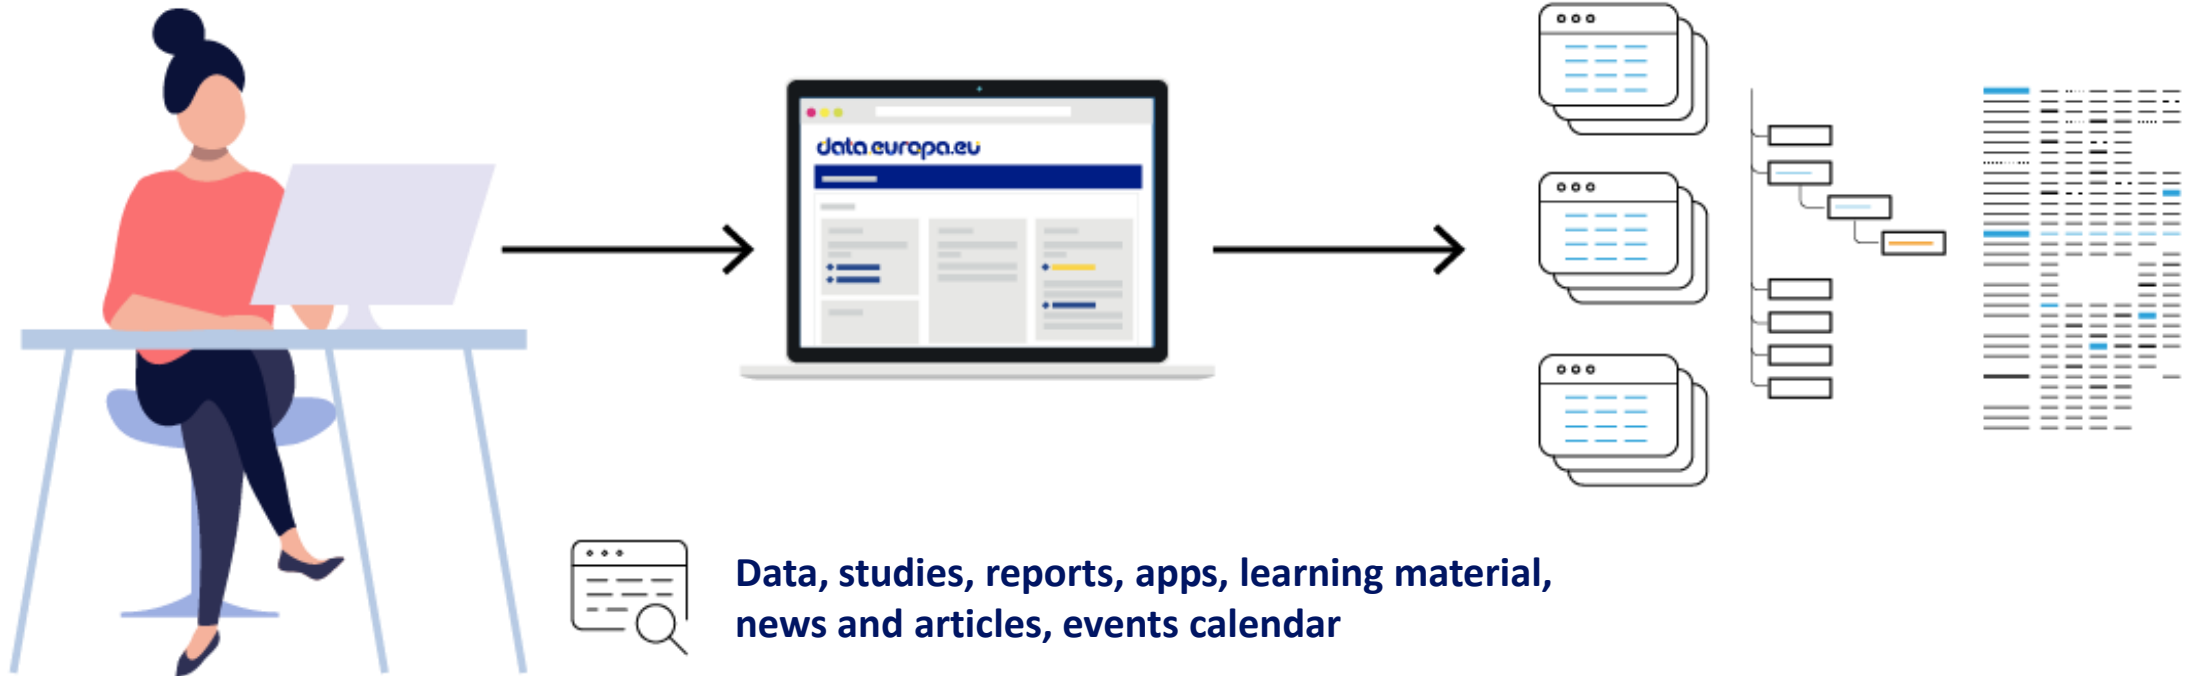 data.europa.eu
Data, studies, reports, apps, learning material,
news and articles, events calendar